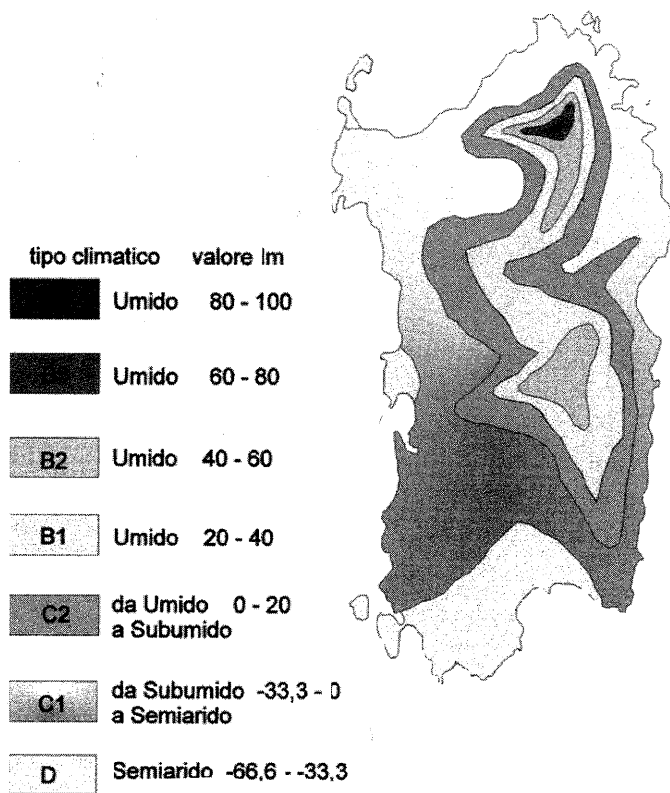 tipo climatico valore Im
Umido 80 - 100
Umido 60 - 80
B2 Umido 40 - 60
B1 Umido 20 - 40
C2 da Umido 0 - 20
a Subumido
C1 da Subumido -33,3 - 0
a Semiarido
D Semiarido -66,6 - -33,3